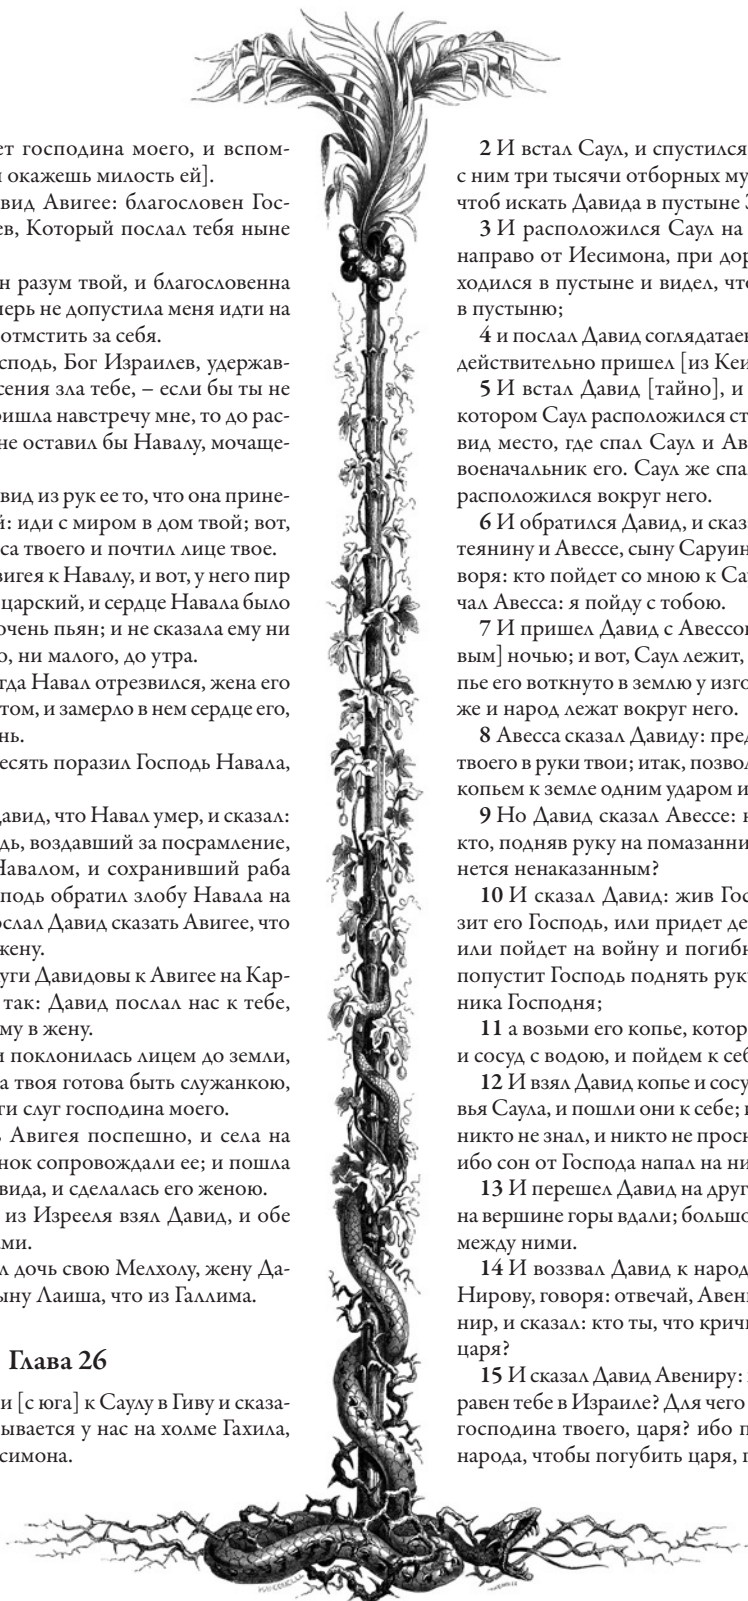 ет господина моего, и вспом-
и окажешь милость ей].
вид Авигее: благословен Гос-
ев, Который послал тебя ныне
н разум твой, и благословенна
перь не допустила меня идти на
отмстить за себя.
сподь, Бог Израилев, удержав-
сения зла тебе, – если бы ты не
ришла навстречу мне, то до рас-
не оставил бы Навалу, мочаще-
вид из рук ее то, что она прине-
й: иди с миром в дом твой; вот,
са твоего и почтил лице твое.
вигея к Навалу, и вот, у него пир
царский, и сердце Навала было
очень пьян; и не сказала ему ни
о, ни малого, до утра.
гда Навал отрезвился, жена его
том, и замерло в нем сердце его,
нь.
есять поразил Господь Навала,
авид, что Навал умер, и сказал:
дь, воздавший за посрамление,
Навалом, и сохранивший раба
сподь обратил злобу Навала на
ослал Давид сказать Авигее, что
жену.
уги Давидовы к Авигее на Кар-
так: Давид послал нас к тебе,
му в жену.
и поклонилась лицем до земли,
а твоя готова быть служанкою,
ги слуг господина моего.
ь Авигея поспешно, и села на
нок сопровождали ее; и пошла
вида, и сделалась его женою.
из Изрееля взял Давид, и обе
ами.
л дочь свою Мелхолу, жену Да-
ыну Лаиша, что из Галлима.
Глава 26
и [с юга] к Саулу в Гиву и сказа-
ывается у нас на холме Гахила,
симона.
2 И встал Саул, и спустился
с ним три тысячи отборных му
чтоб искать Давида в пустыне З
3 И расположился Саул на
направо от Иесимона, при дор
ходился в пустыне и видел, что
в пустыню;
4 и послал Давид соглядатаев
действительно пришел [из Кеи
5 И встал Давид [тайно], и
котором Саул расположился ст
вид место, где спал Саул и Ав
военачальник его. Саул же спа
расположился вокруг него.
6 И обратился Давид, и сказа
теянину и Авессе, сыну Саруин
воря: кто пойдет со мною к Са
чал Авесса: я пойду с тобою.
7 И пришел Давид с Авессо
вым] ночью; и вот, Саул лежит,
пье его воткнуто в землю у изго
же и народ лежат вокруг него.
8 Авесса сказал Давиду: пред
твоего в руки твои; итак, позвол
копьем к земле одним ударом и
9 Но Давид сказал Авессе: н
кто, подняв руку на помазанни
нется ненаказанным?
10 И сказал Давид: жив Гос
зит его Господь, или придет де
или пойдет на войну и погибн
попустит Господь поднять рук
ника Господня;
11 а возьми его копье, котор
и сосуд с водою, и пойдем к себ
12 И взял Давид копье и сосу
вья Саула, и пошли они к себе; и
никто не знал, и никто не просн
ибо сон от Господа напал на ни
13 И перешел Давид на друг
на вершине горы вдали; большо
между ними.
14 И воззвал Давид к народ
Нирову, говоря: отвечай, Авени
нир, и сказал: кто ты, что кричи
царя?
15 И сказал Давид Авениру:
равен тебе в Израиле? Для чего
господина твоего, царя? ибо п
народа, чтобы погубить царя, г